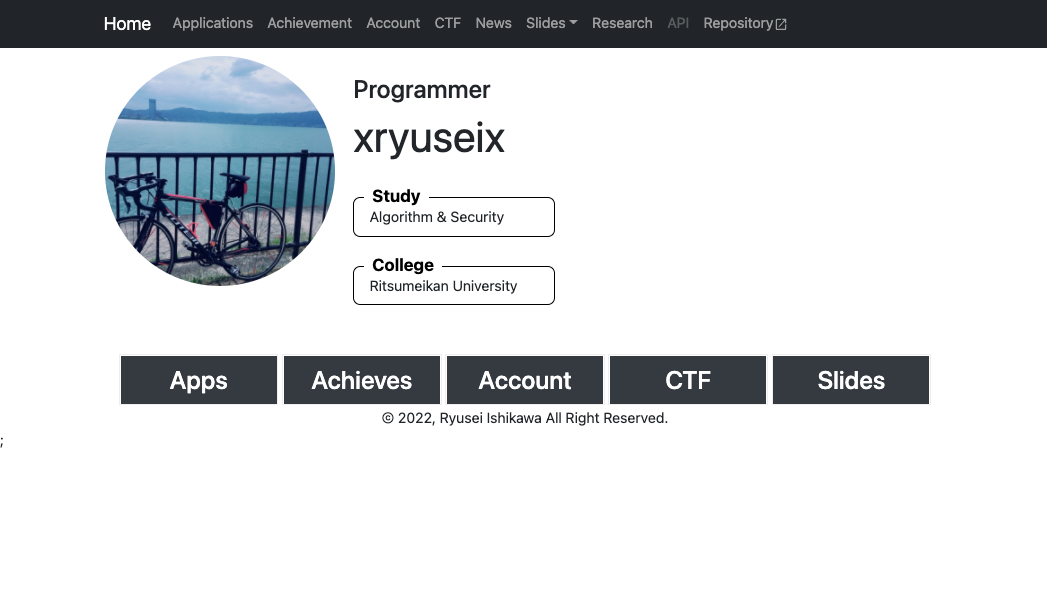 Home Applications Achievement Account CTF News Slides Research API Repository
Programmer
xryuseix
Study
Algorithm & Security
College
Ritsumeikan University
Apps Achieves Account CTF Slides
© 2022, Ryusei Ishikawa All Right Reserved.
;